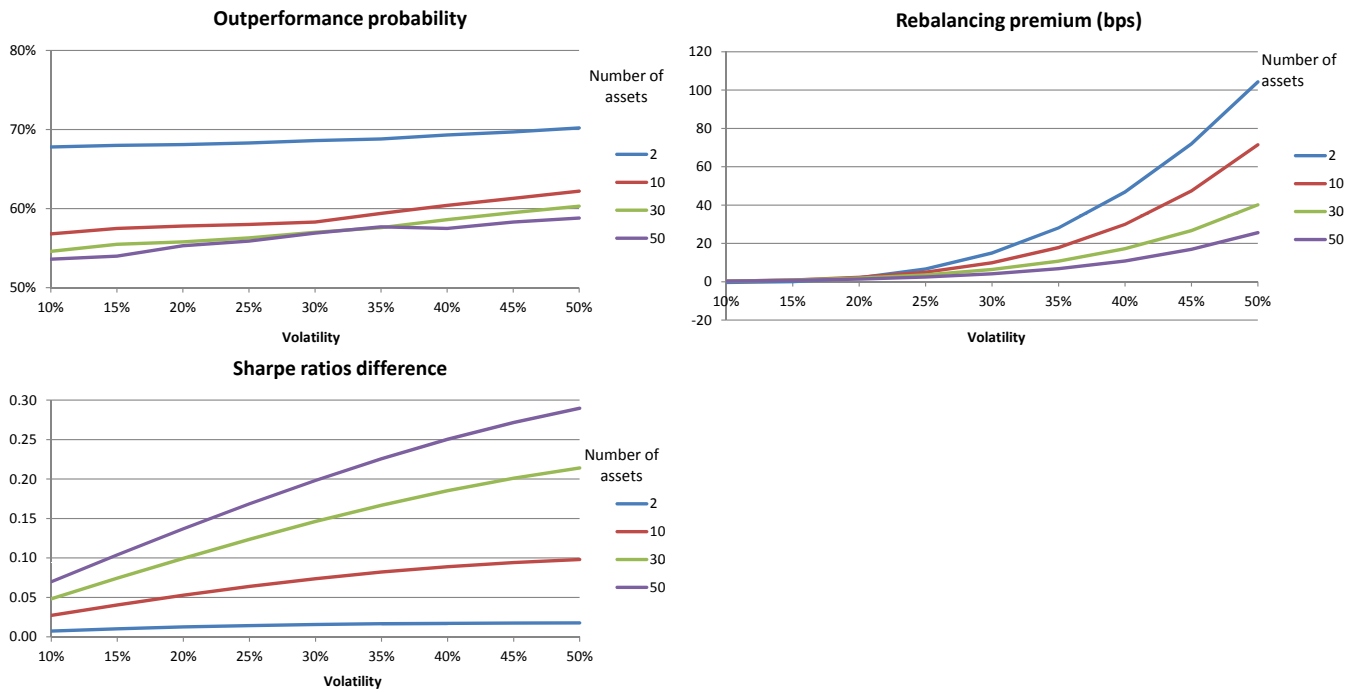 Outperformance probability
80%
70%
60%
50%
10% 15% 20% 25% 30% 35% 40% 45% 50%
Volatility
Number of
assets
2
10
30
50
Rebalancing premium (bps)
120
100
80
60
40
20
0
-20
10% 15% 20% 25% 30% 35% 40% 45% 50%
Volatility
Number of
assets
2
10
30
50
Sharpe ratios difference
0.30
0.25
0.20
0.15
0.10
0.05
0.00
10% 15% 20% 25% 30% 35% 40% 45% 50%
Volatility
Number of
assets
2
10
30
50